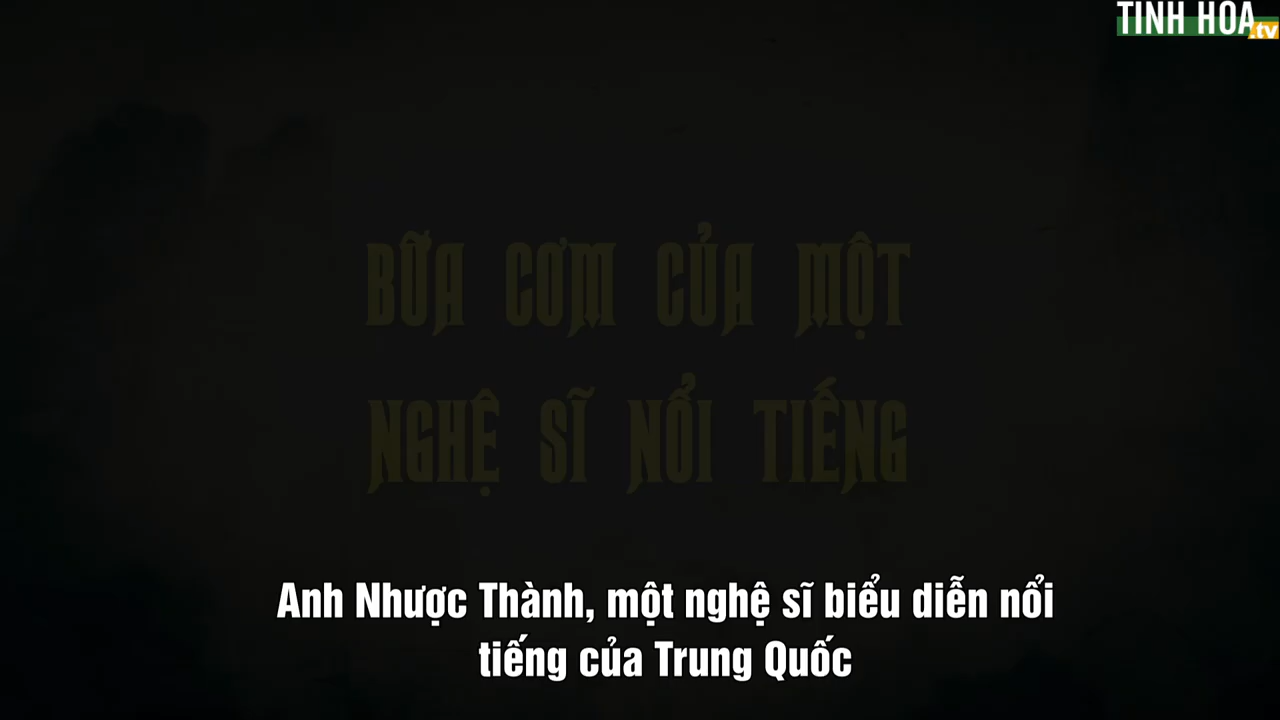 TINH HOA
.tv
BỮA CƠM CỦA MỘT
NGHỆ SĨ NỔI TIẾNG
Anh Nhược Thành, một nghệ sĩ biểu diễn nổi
tiếng của Trung Quốc